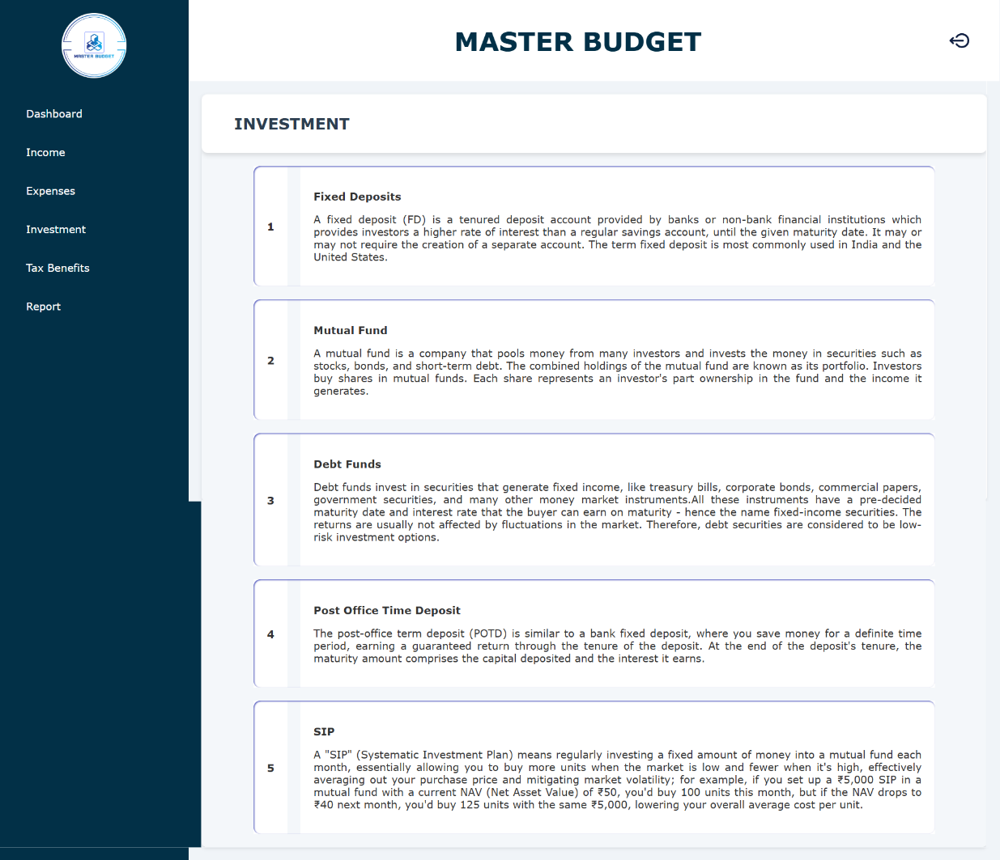 MASTER BUDGET
MASTER BUDGET
Dashboard
Income
Expenses
Investment
Tax Benefits
Report
INVESTMENT
1
Fixed Deposits
A fixed deposit (FD) is a tenured deposit account provided by banks or non-bank financial institutions which
provides investors a higher rate of interest than a regular savings account, until the given maturity date. It may or
may not require the creation of a separate account. The term fixed deposit is most commonly used in India and the
United States.
2
Mutual Fund
A mutual fund is a company that pools money from many investors and invests the money in securities such as
stocks, bonds, and short-term debt. The combined holdings of the mutual fund are known as its portfolio. Investors
buy shares in mutual funds. Each share represents an investor's part ownership in the fund and the income it
generates.
3
Debt Funds
Debt funds invest in securities that generate fixed income, like treasury bills, corporate bonds, commercial papers,
government securities, and many other money market instruments.All these instruments have a pre-decided
maturity date and interest rate that the buyer can earn on maturity - hence the name fixed-income securities. The
returns are usually not affected by fluctuations in the market. Therefore, debt securities are considered to be low-
risk investment options.
4
Post Office Time Deposit
The post-office term deposit (POTD) is similar to a bank fixed deposit, where you save money for a definite time
period, earning a guaranteed return through the tenure of the deposit. At the end of the deposit's tenure, the
maturity amount comprises the capital deposited and the interest it earns.
5
SIP
A "SIP" (Systematic Investment Plan) means regularly investing a fixed amount of money into a mutual fund each
month, essentially allowing you to buy more units when the market is low and fewer when it's high, effectively
averaging out your purchase price and mitigating market volatility; for example, if you set up a ₹5,000 SIP in a
mutual fund with a current NAV (Net Asset Value) of ₹50, you'd buy 100 units this month, but if the NAV drops to
₹40 next month, you'd buy 125 units with the same ₹5,000, lowering your overall average cost per unit.